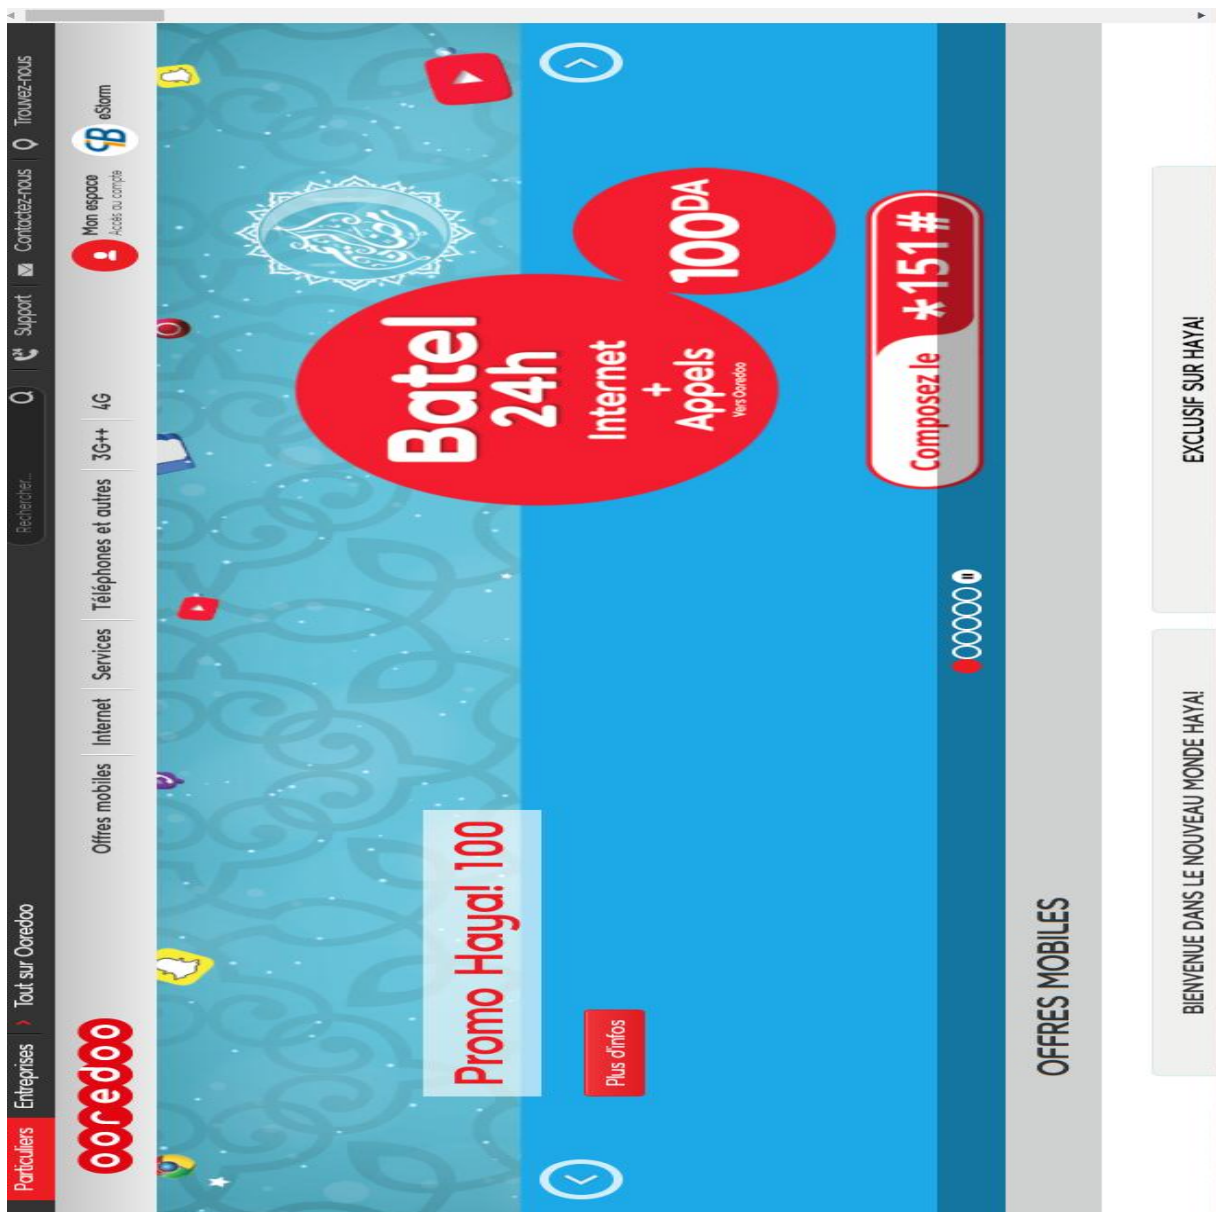 Particuliers
Entreprises
Tout sur Ooredoo
Rechercher...
24 Support
Contactez-nous
Trouvez-nous
ooredoo
Offres mobiles
Internet
Services
Téléphones et autres
3G++
4G
Mon espace
Accès au compte
eStorm
Promo Haya! 100
Plus d'infos
Batel
24h
Internet
+
Appels
Vers Ooredoo
100DA
Composez le *151#
OFFRES MOBILES
BIENVENUE DANS LE NOUVEAU MONDE HAYA!
EXCLUSIF SUR HAYA!